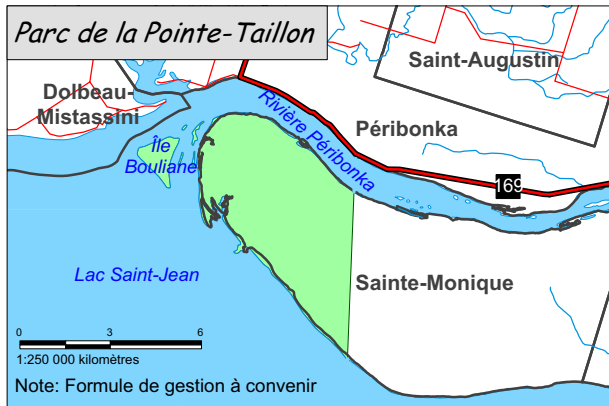 Parc de la Pointe-Taillon
Saint-Augustin
Dolbeau-
Mistassini
Rivière Péribonka
Péribonka
Île
Bouliane
169
Lac Saint-Jean
Sainte-Monique
0 3 6
1:250 000 kilomètres
Note: Formule de gestion à convenir